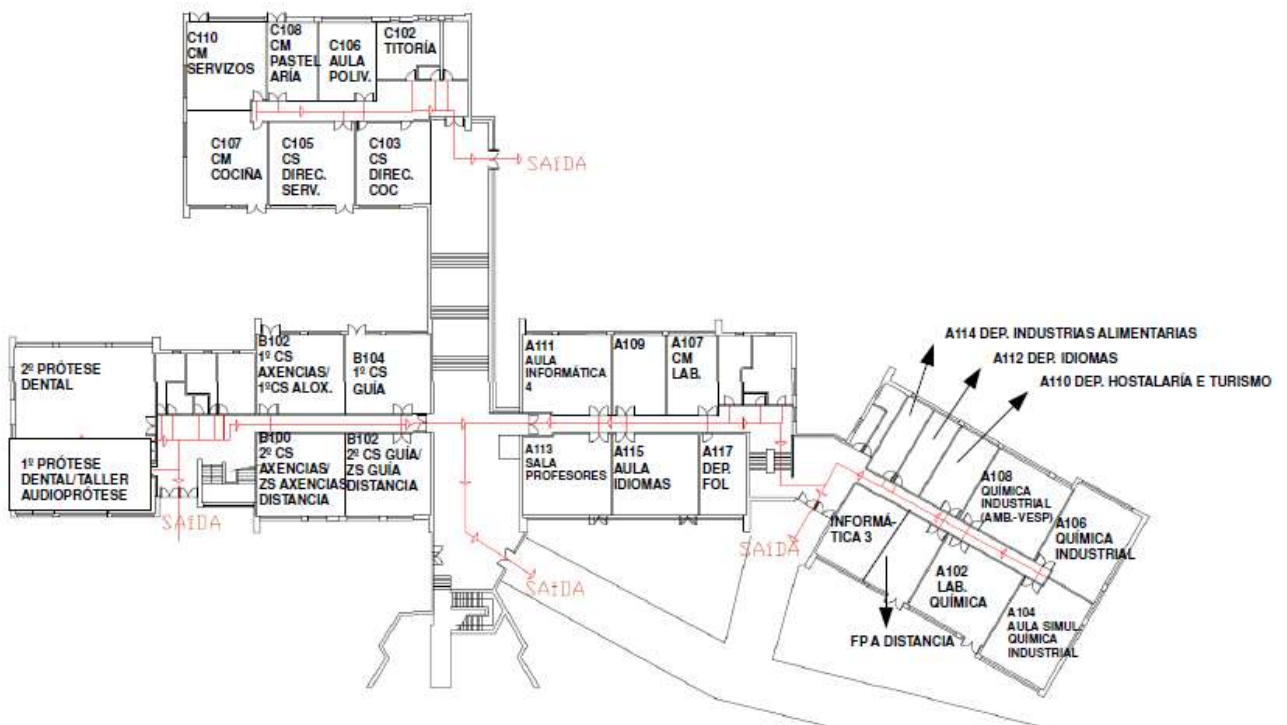 C110
CM
SERVIZOS
C108
CM
PASTEL
ARÍA
C106
AULA
POLIV.
C102
TITORÍA
C107
CM
COCIÑA
C105
CS
DIREC.
SERV.
C103
CS
DIREC.
COC
SAÍDA
2º PRÓTESE
DENTAL
1º PRÓTESE
DENTAL/TALLER
AUDIOPRÓTESE
SAÍDA
B102
1º CS
AXENCIAS/
1ºCS ALOX.
B104
1º CS
GUÍA
B100
2º CS
AXENCIAS/
ZS AXENCIAS
DISTANCIA
B102
2º CS GUÍA/
ZS GUÍA
DISTANCIA
SAÍDA
A111
AULA
INFORMÁTICA
4
A109
A107
CM
LAB.
A113
SALA
PROFESORES
A115
AULA
IDIOMAS
A117
DEP.
FOL
SAÍDA
A114 DEP. INDUSTRIAS ALIMENTARIAS
A112 DEP. IDIOMAS
A110 DEP. HOSTALARÍA E TURISMO
A108
QUÍMICA
INDUSTRIAL
(AMB.-VESP)
A106
QUÍMICA
INDUSTRIAL
INFORMÁ-
TICA 3
A102
LAB.
QUÍMICA
A104
AULA SIMUL.
QUÍMICA
INDUSTRIAL
FP A DISTANCIA